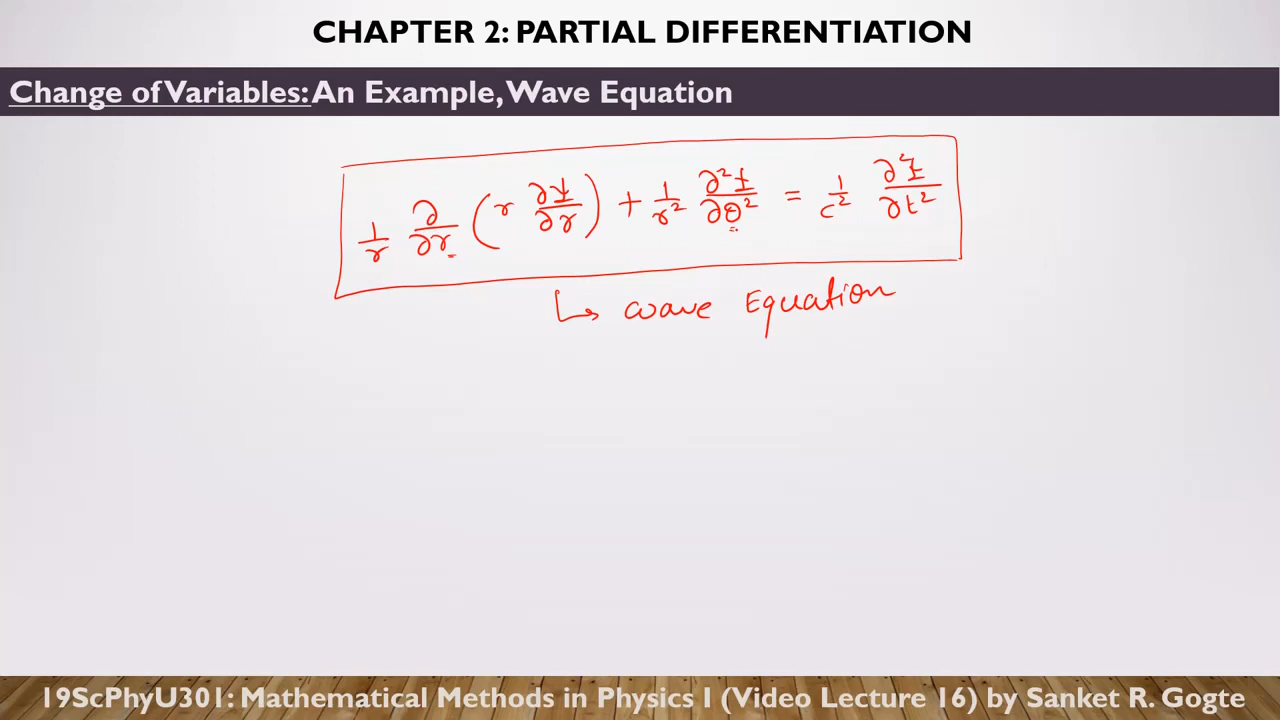 CHAPTER 2: PARTIAL DIFFERENTIATION
Change of Variables: An Example, Wave Equation
1/r ∂/∂r (r ∂Ψ/∂r) + 1/r² ∂²Ψ/∂θ² = 1/c² ∂²Ψ/∂t²
↳ wave Equation
19ScPhyU301: Mathematical Methods in Physics I (Video Lecture 16) by Sanket R. Gogte